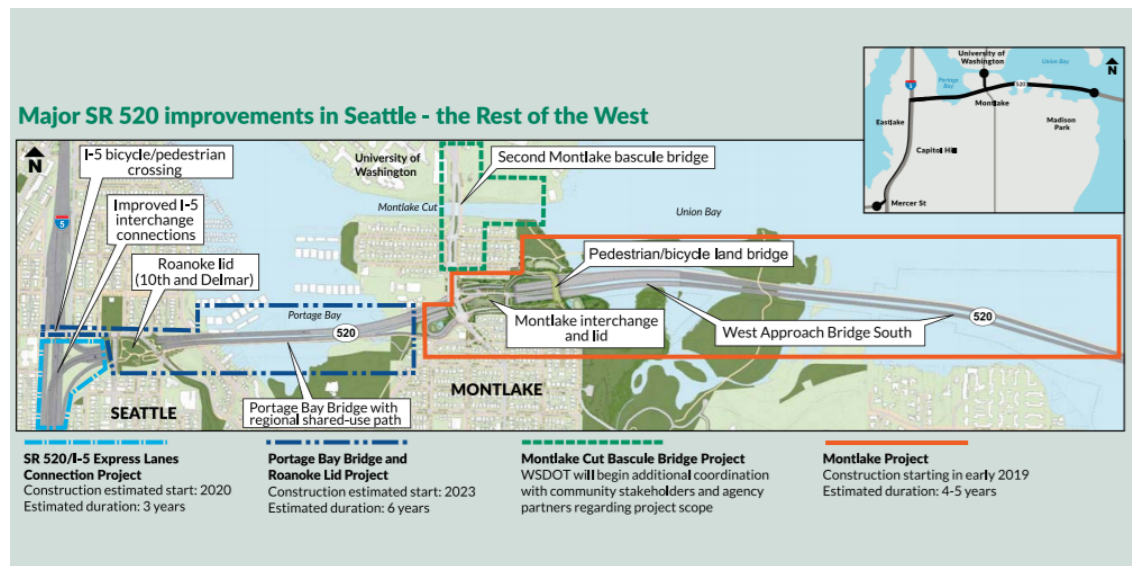 Major SR 520 improvements in Seattle - the Rest of the West
University of
Washington
Union Bay
N
5
Portage
Bay
520
Montlake
Eastlake
Madison
Park
Capitol Hill
Mercer St
N
I-5 bicycle/pedestrian
crossing
Improved I-5
interchange
connections
5
Roanoke lid
(10th and Delmar)
University of
Washington
Montlake Cut
Second Montlake bascule bridge
Union Bay
Pedestrian/bicycle land bridge
Portage Bay
520
Montlake interchange
and lid
West Approach Bridge South
520
SEATTLE
Portage Bay Bridge with
regional shared-use path
MONTLAKE
SR 520/I-5 Express Lanes
Connection Project
Construction estimated start: 2020
Estimated duration: 3 years
Portage Bay Bridge and
Roanoke Lid Project
Construction estimated start: 2023
Estimated duration: 6 years
Montlake Cut Bascule Bridge Project
WSDOT will begin additional coordination
with community stakeholders and agency
partners regarding project scope
Montlake Project
Construction starting in early 2019
Estimated duration: 4-5 years